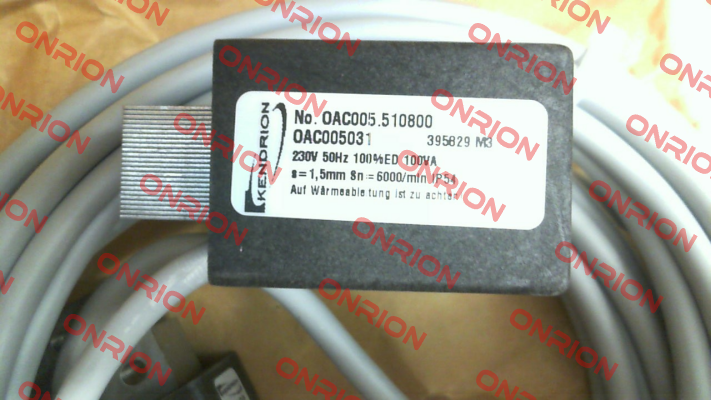 KENDRION
No. OAC005.510800
OAC005031 395829 M3
230V 50Hz 100%ED 100VA
s=1,5mm Sn=6000/min IP54
Auf Wärmeableitung ist zu achten
ONRION